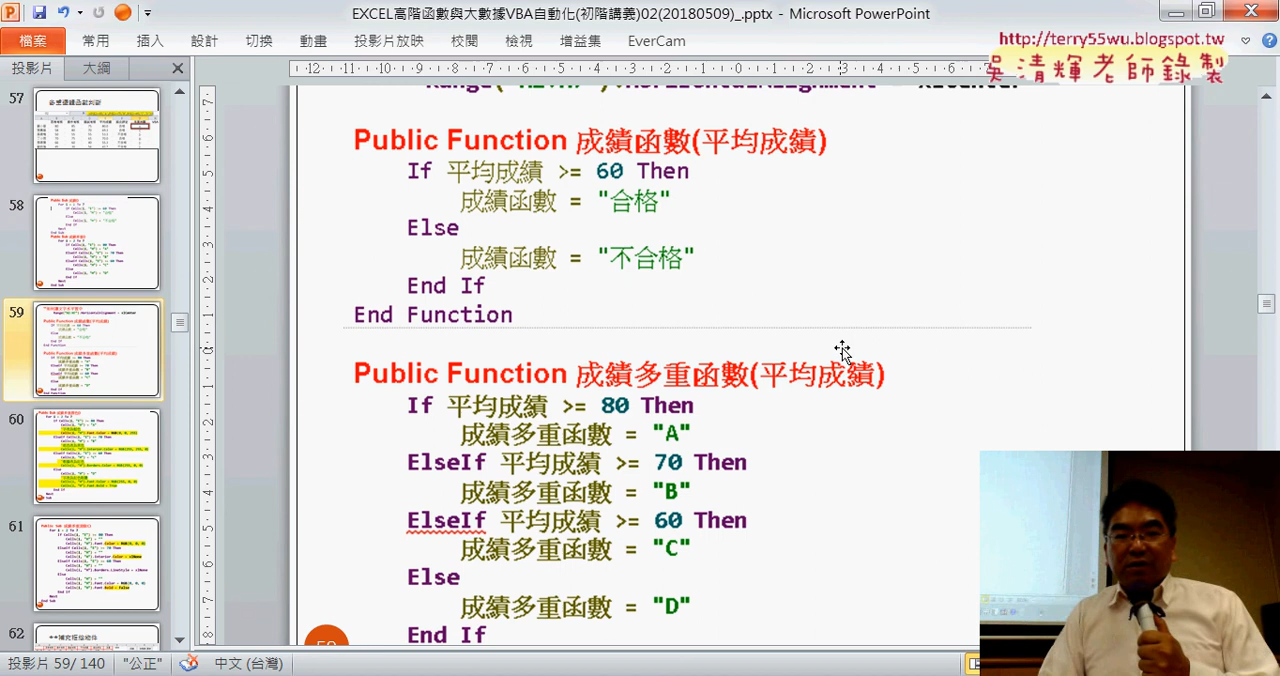 EXCEL高階函數與大數據VBA自動化(初階講義)02(20180509)_.pptx - Microsoft PowerPoint
檔案 常用 插入 設計 切換 動畫 投影片放映 校閱 檢視 增益集 EverCam
http://terry55wu.blogspot.tw
吳清輝老師錄製
投影片 大綱
57
58
59
60
61
62
Public Function 成績函數(平均成績)
If 平均成績 >= 60 Then
成績函數 = "合格"
Else
成績函數 = "不合格"
End If
End Function
Public Function 成績多重函數(平均成績)
If 平均成績 >= 80 Then
成績多重函數 = "A"
ElseIf 平均成績 >= 70 Then
成績多重函數 = "B"
ElseIf 平均成績 >= 60 Then
成績多重函數 = "C"
Else
成績多重函數 = "D"
End If
投影片 59/140 "公正" 中文 (台灣)